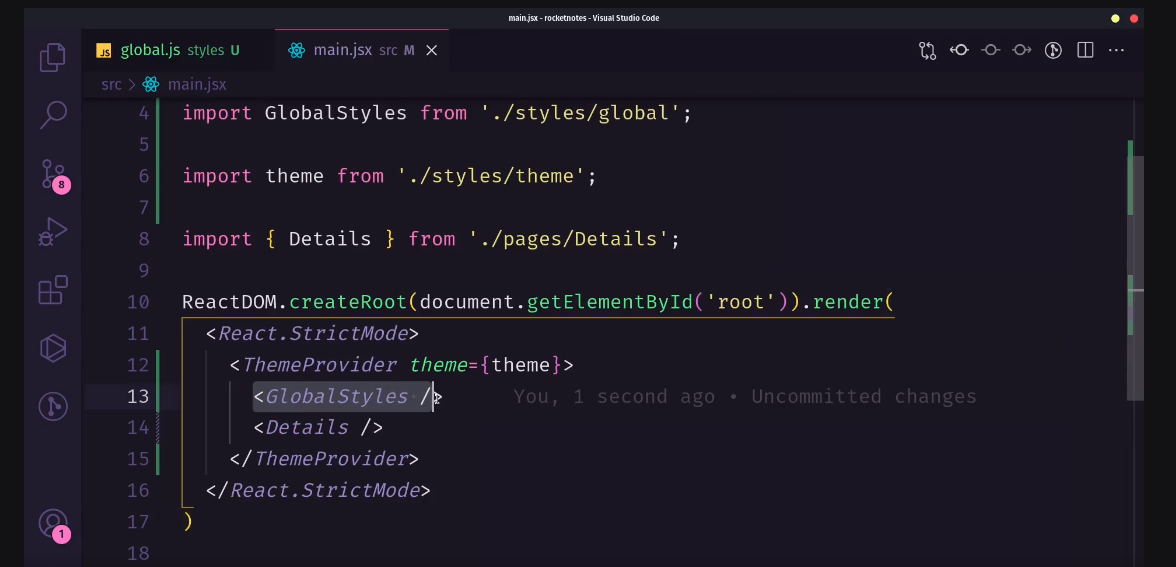 main.jsx - rocketnotes - Visual Studio Code
JS global.js styles U main.jsx src M
src > main.jsx
4 import GlobalStyles from './styles/global';
5
6 import theme from './styles/theme';
7
8 import { Details } from './pages/Details';
9
10 ReactDOM.createRoot(document.getElementById('root')).render(
11 <React.StrictMode>
12 <ThemeProvider theme={theme}>
13 <GlobalStyles /> You, 1 second ago • Uncommitted changes
14 <Details />
15 </ThemeProvider>
16 </React.StrictMode>
17 )
18
8
1